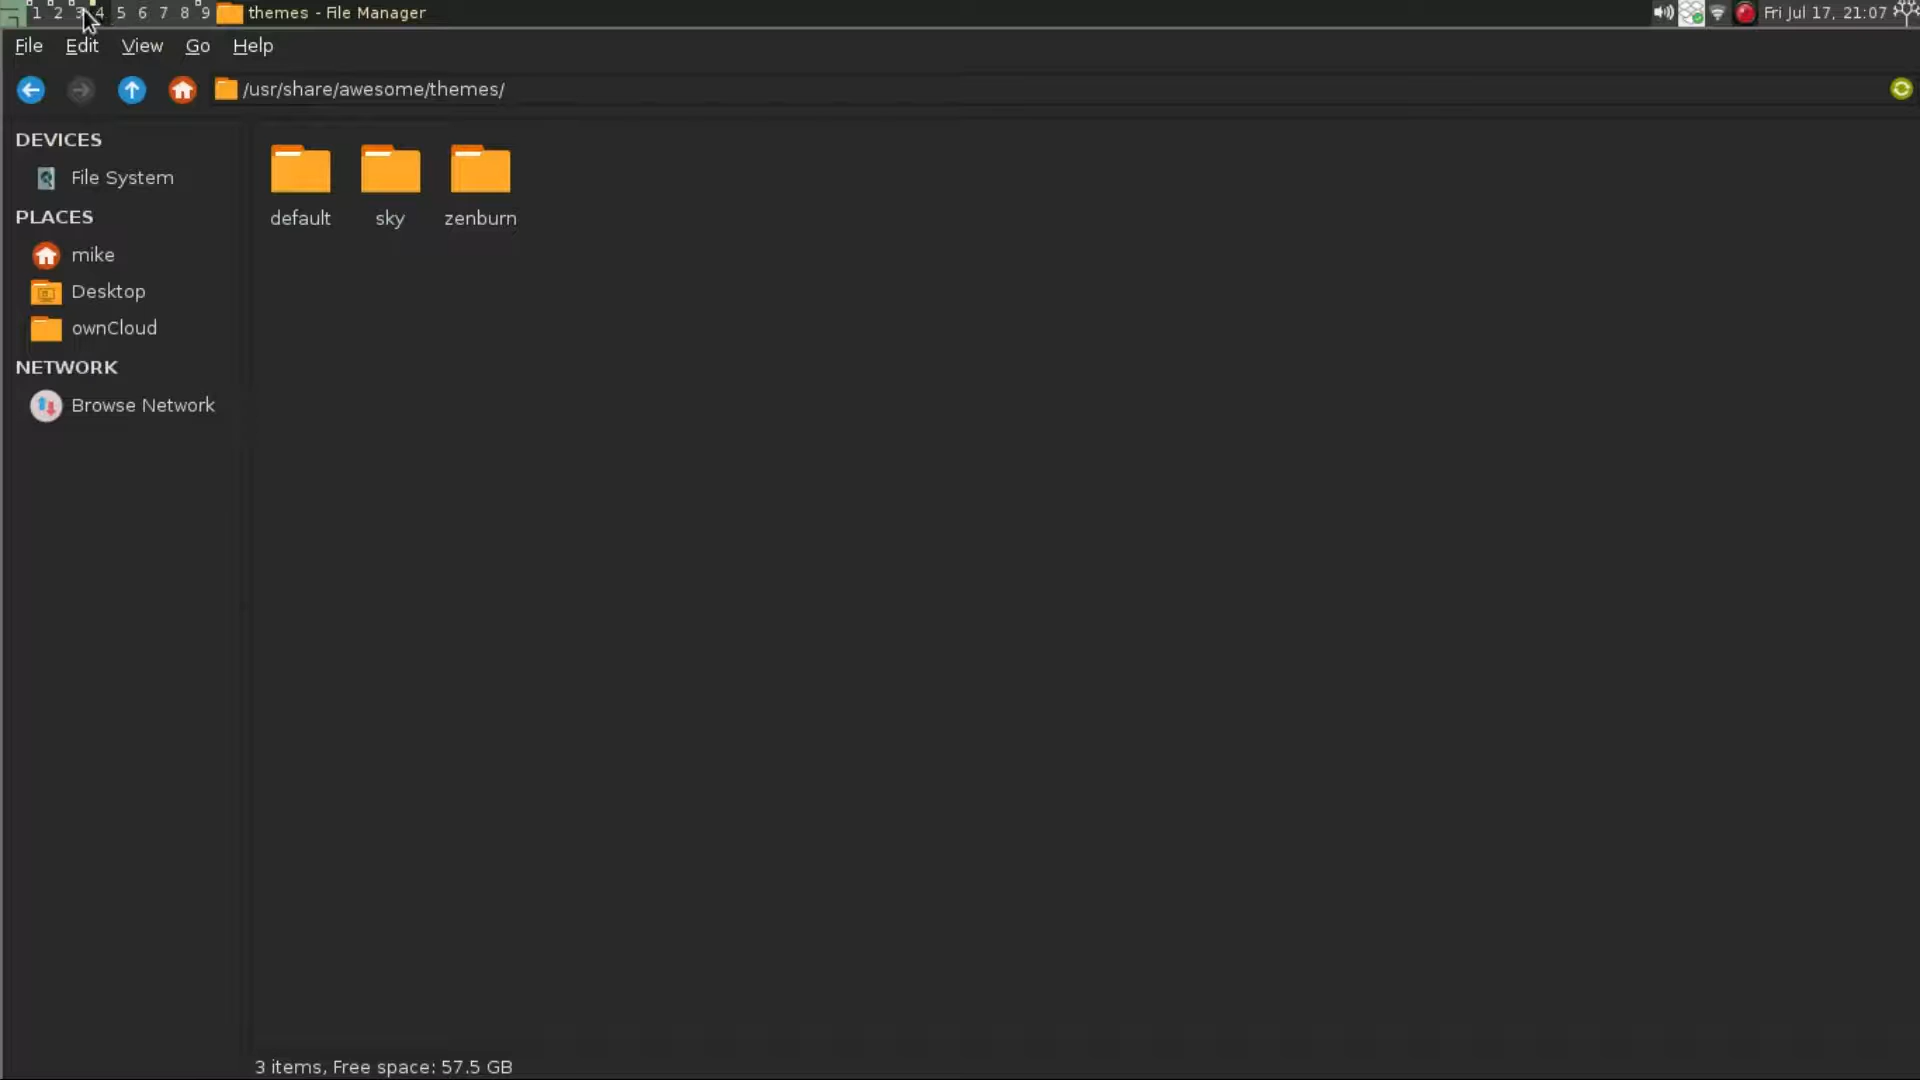 1 2 3 4 5 6 7 8 9 themes - File Manager Fri Jul 17, 21:07
File Edit View Go Help
/usr/share/awesome/themes/
DEVICES
File System
PLACES
mike
Desktop
ownCloud
NETWORK
Browse Network
default sky zenburn
3 items, Free space: 57.5 GB